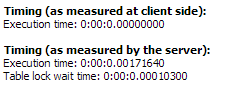 Timing (as measured at client side):
Execution time: 0:00:0.00000000
Timing (as measured by the server):
Execution time: 0:00:0.00171640
Table lock wait time: 0:00:0.00010300